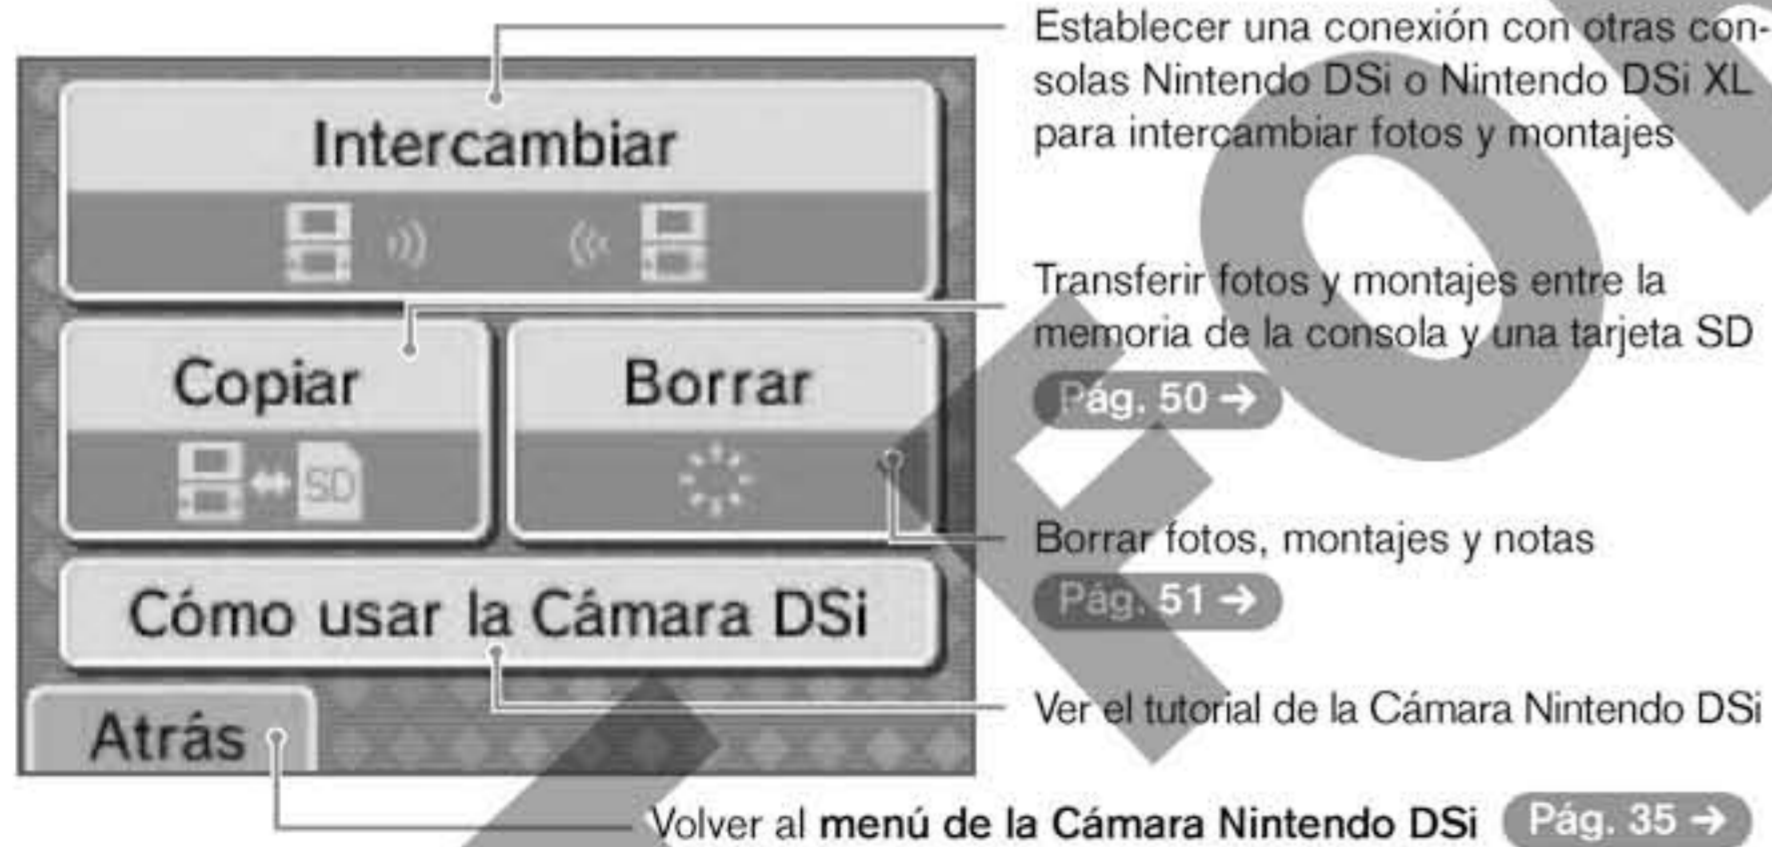 Establecer una conexión con otras con-
solas Nintendo DSi o Nintendo DSi XL
para intercambiar fotos y montajes
Intercambiar
Transferir fotos y montajes entre la
memoria de la consola y una tarjeta SD
Pág. 50 →
Copiar
Borrar
SD
Borrar fotos, montajes y notas
Pág. 51 →
Cómo usar la Cámara DSi
Ver el tutorial de la Cámara Nintendo DSi
Atrás
Volver al menú de la Cámara Nintendo DSi Pág. 35 →